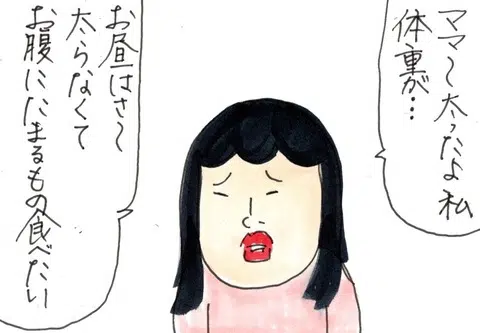 ママ〜太ったよ私
体重が…
お昼はさ〜
太らなくて
お腹にたまるもの食べたい